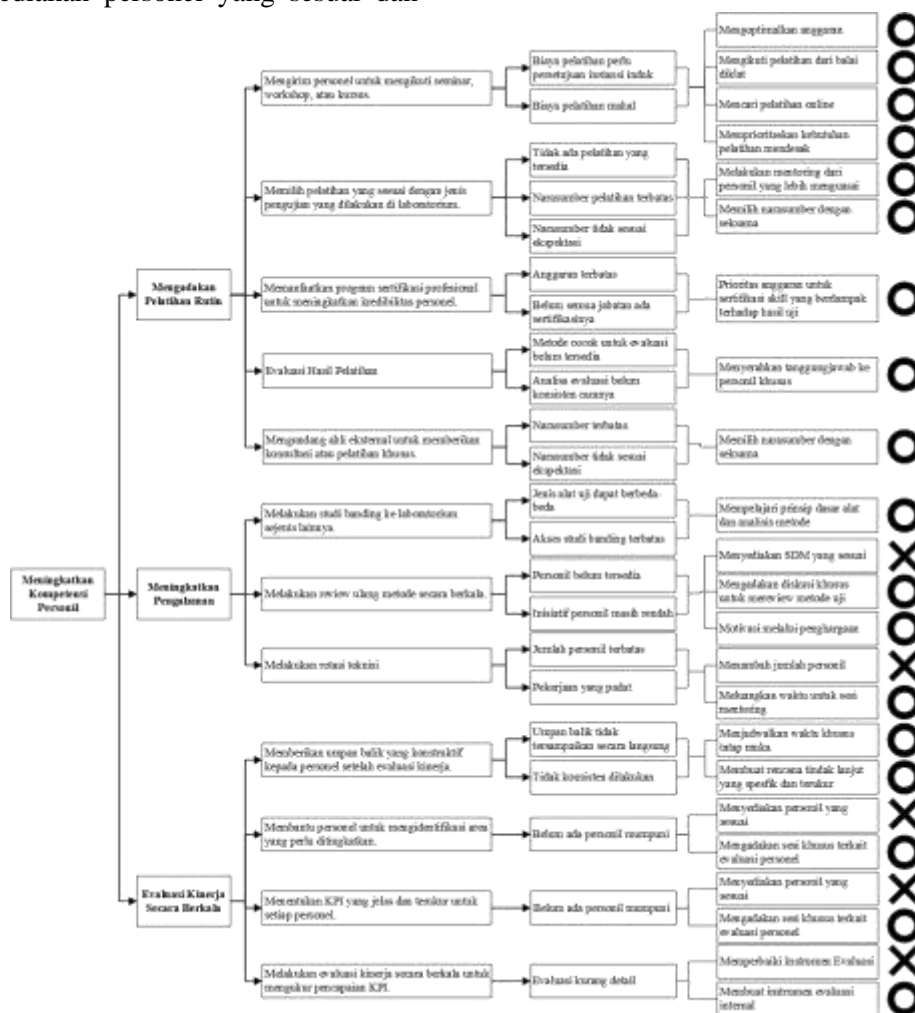 ediakan personel yang sesuai dan
Mengoptimalkan anggaran
Mengirim personel untuk mengikuti seminar,
workshop, atau kursus.
Biaya pelatihan perlu
persetujuan instansi induk
Biaya pelatihan mahal
Mengikuti pelatihan dari balai
diklat
Mencari pelatihan online
Memprioritaskan kebutuhan
pelatihan mendesak
Memilih pelatihan yang sesuai dengan jenis
pengujian yang dilakukan di laboratorium.
Tidak ada pelatihan yang
tersedia
Narasumber pelatihan terbatas
Narasumber tidak sesuai
ekspektasi
Melakukan mentoring dari
personil yang lebih menguasai
Memilih narasumber dengan
seksama
Mengadakan
Pelatihan Rutin
Memanfaatkan program sertifikasi profesional
untuk meningkatkan kredibilitas personel.
Anggaran terbatas
Belum semua jabatan ada
sertifikasinya
Prioritas anggaran untuk
sertifikasi skill yang berdampak
terhadap hasil uji
Evaluasi Hasil Pelatihan
Metode cocok untuk evaluasi
belum tersedia
Analisa evaluasi belum
konsisten caranya
Menyerahkan tanggungjawab ke
personil khusus
Mengundang ahli eksternal untuk memberikan
konsultasi atau pelatihan khusus.
Narasumber terbatas
Narasumber tidak sesuai
ekspektasi
Memilih narasumber dengan
seksama
Meningkatkan
Kompetensi
Personil
Meningkatkan
Pengalaman
Melakukan studi banding ke laboratorium
sejenis lainnya.
Jenis alat uji dapat berbeda-
beda
Akses studi banding terbatas
Mempelajari prinsip dasar alat
dan analisis metode
Melakukan review ulang metode secara berkala.
Personil belum tersedia
Inisiatif personil masih rendah
Menyediakan SDM yang sesuai
Mengadakan diskusi khusus
untuk mereview metode uji
Motivasi melalui penghargaan
Melakukan rotasi teknisi
Jumlah personil terbatas
Pekerjaan yang padat
Menambah jumlah personil
Meluangkan waktu untuk sesi
mentoring
Memberikan umpan balik yang konstruktif
kepada personel setelah evaluasi kinerja.
Umpan balik tidak
tersampaikan secara langsung
Tidak konsisten dilakukan
Menjadwalkan waktu khusus
tatap muka
Membuat rencana tindak lanjut
yang spesifik dan terukur
Membantu personel untuk mengidentifikasi area
yang perlu ditingkatkan.
Belum ada personil mumpuni
Menyediakan personil yang
sesuai
Mengadakan sesi khusus terkait
evaluasi personel
Evaluasi Kinerja
Secara Berkala
Menentukan KPI yang jelas dan terukur untuk
setiap personel.
Belum ada personil mumpuni
Menyediakan personil yang
sesuai
Mengadakan sesi khusus terkait
evaluasi personel
Melakukan evaluasi kinerja secara berkala untuk
mengukur pencapaian KPI.
Evaluasi kurang detail
Memperbaiki Instrumen Evaluasi
Membuat instrumen evaluasi
internal